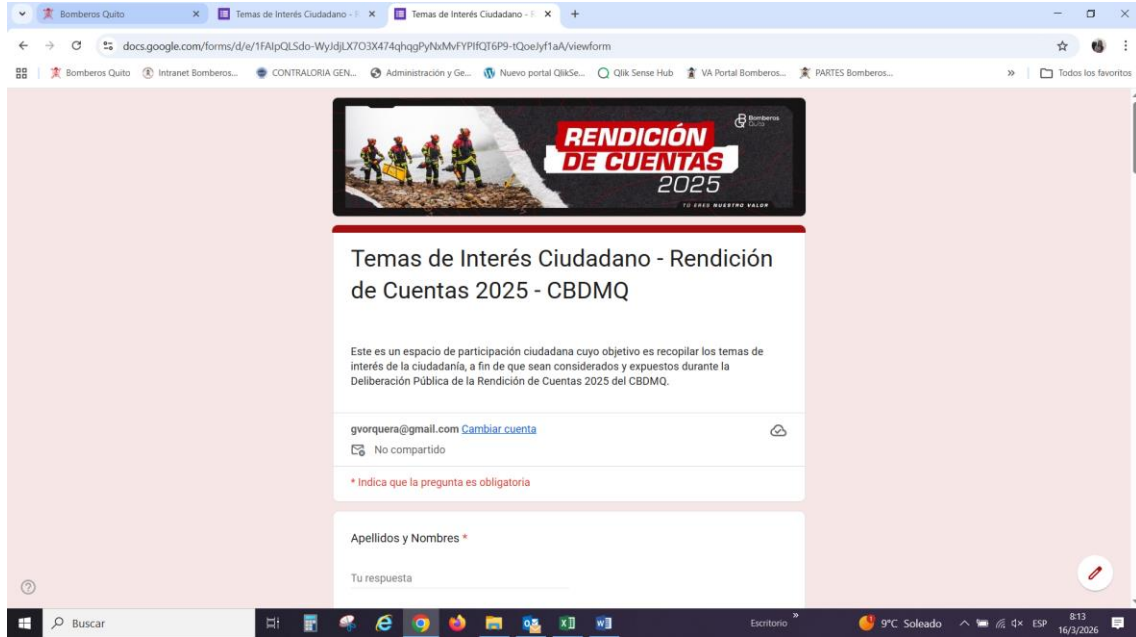 Bomberos Quito
Temas de Interés Ciudadano - F
Temas de Interés Ciudadano - F
docs.google.com/forms/d/e/1FAIpQLSdo-WyJdjLX7O3X474qhqgPyNxMvFYPIfQT6P9-tQoeJyf1aA/viewform
Bomberos Quito
Intranet Bomberos...
CONTRALORIA GEN...
Administración y Ge...
Nuevo portal QlikSe...
Qlik Sense Hub
VA Portal Bomberos...
PARTES Bomberos...
Todos los favoritos
Bomberos
Quito
RENDICIÓN
DE CUENTAS
2025
TÚ ERES NUESTRO VALOR
Temas de Interés Ciudadano - Rendición
de Cuentas 2025 - CBDMQ
Este es un espacio de participación ciudadana cuyo objetivo es recopilar los temas de
interés de la ciudadanía, a fin de que sean considerados y expuestos durante la
Deliberación Pública de la Rendición de Cuentas 2025 del CBDMQ.
gvorquera@gmail.com Cambiar cuenta
No compartido
* Indica que la pregunta es obligatoria
Apellidos y Nombres *
Tu respuesta
Buscar
Escritorio
9°C Soleado
ESP
8:13
16/3/2026